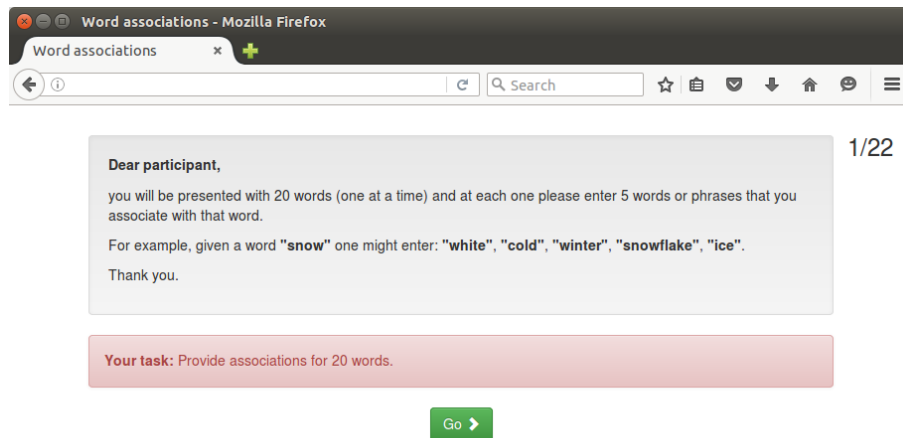 Word associations - Mozilla Firefox
Word associations
Search
1/22
Dear participant,
you will be presented with 20 words (one at a time) and at each one please enter 5 words or phrases that you
associate with that word.
For example, given a word "snow" one might enter: "white", "cold", "winter", "snowflake", "ice".
Thank you.
Your task: Provide associations for 20 words.
Go